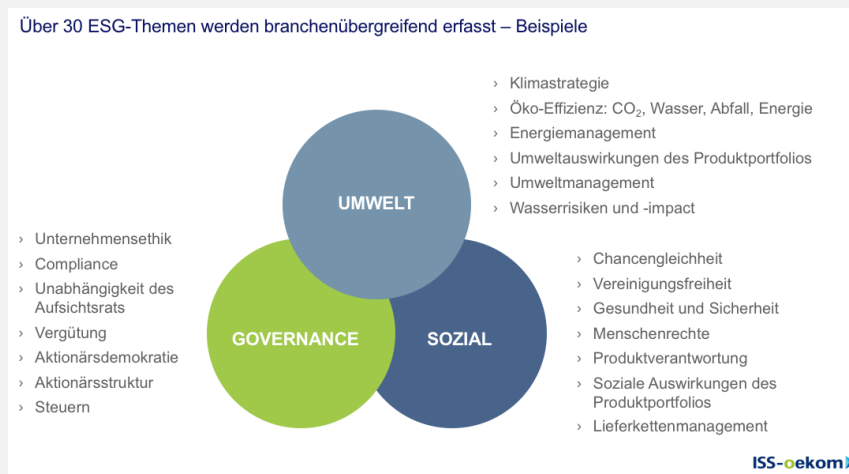 Über 30 ESG-Themen werden branchenübergreifend erfasst – Beispiele
› Klimastrategie
› Öko-Effizienz: CO₂, Wasser, Abfall, Energie
› Energiemanagement
› Umweltauswirkungen des Produktportfolios
› Umweltmanagement
› Wasserrisiken und -impact
UMWELT
› Unternehmensethik
› Compliance
› Unabhängigkeit des
Aufsichtsrats
› Vergütung
› Aktionärsdemokratie
› Aktionärsstruktur
› Steuern
GOVERNANCE
SOZIAL
› Chancengleichheit
› Vereinigungsfreiheit
› Gesundheit und Sicherheit
› Menschenrechte
› Produktverantwortung
› Soziale Auswirkungen des
Produktportfolios
› Lieferkettenmanagement
ISS-oekom